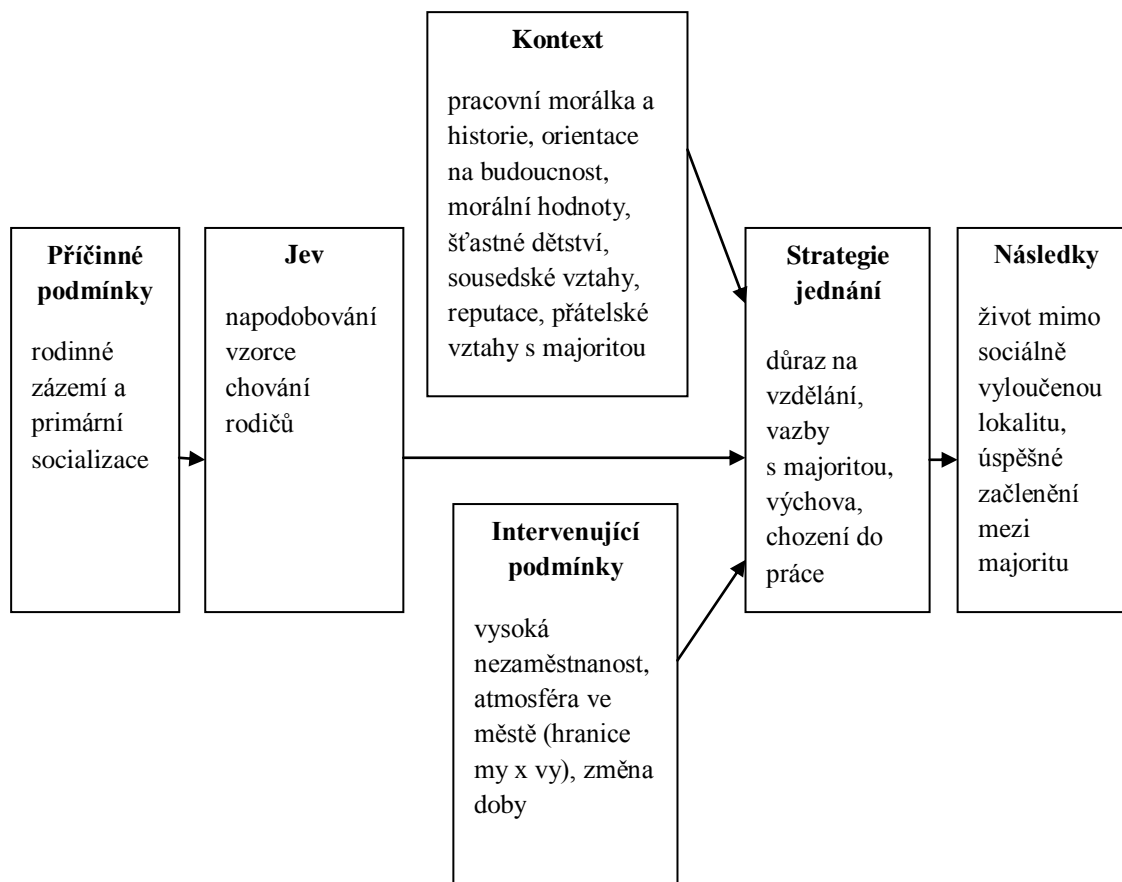 Kontext
pracovní morálka a
historie, orientace
na budoucnost,
morální hodnoty,
šťastné dětství,
sousedské vztahy,
reputace, přátelské
vztahy s majoritou
Příčinné
podmínky
rodinné
zázemí a
primární
socializace
Jev
napodobování
vzorce
chování
rodičů
Intervenující
podmínky
vysoká
nezaměstnanost,
atmosféra ve
městě (hranice
my x vy), změna
doby
Strategie
jednání
důraz na
vzdělání,
vazby
s majoritou,
výchova,
chození do
práce
Následky
život mimo
sociálně
vyloučenou
lokalitu,
úspěšné
začlenění
mezi
majoritu